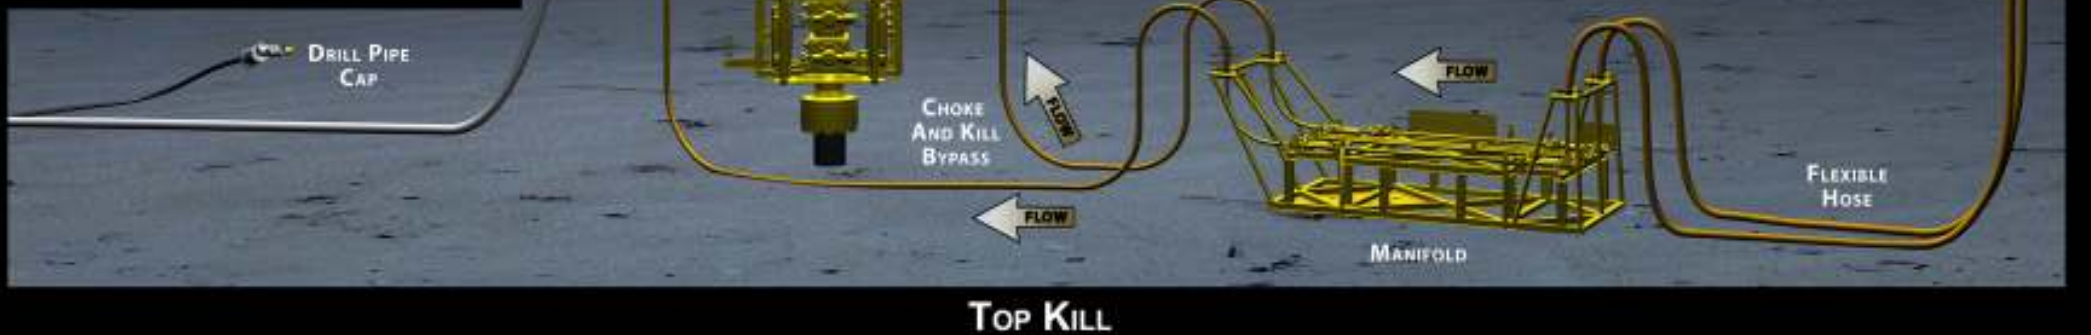 Drill Pipe
Cap
Choke
And Kill
Bypass
FLOW
FLOW
FLOW
Flexible
Hose
Manifold
Top Kill